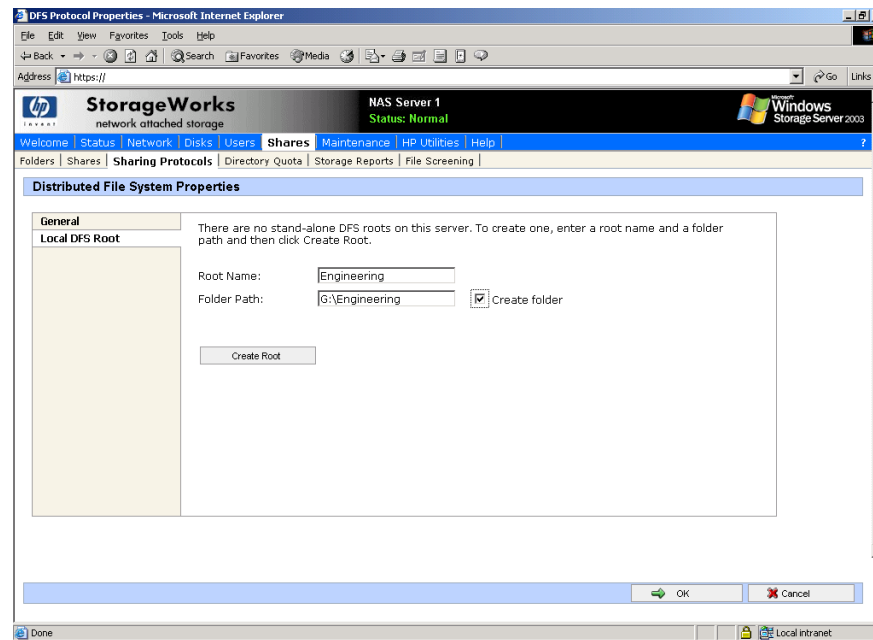 DFS Protocol Properties - Microsoft Internet Explorer
File Edit View Favorites Tools Help
Back Search Favorites Media
Address https:// Go Links
hp invent
StorageWorks
network attached storage
NAS Server 1
Status: Normal
Microsoft
Windows
Storage Server 2003
Welcome Status Network Disks Users Shares Maintenance HP Utilities Help ?
Folders Shares Sharing Protocols Directory Quota Storage Reports File Screening
Distributed File System Properties
General
Local DFS Root
There are no stand-alone DFS roots on this server. To create one, enter a root name and a folder
path and then click Create Root.
Root Name: Engineering
Folder Path: G:\Engineering Create folder
Create Root
OK Cancel
Done Local intranet